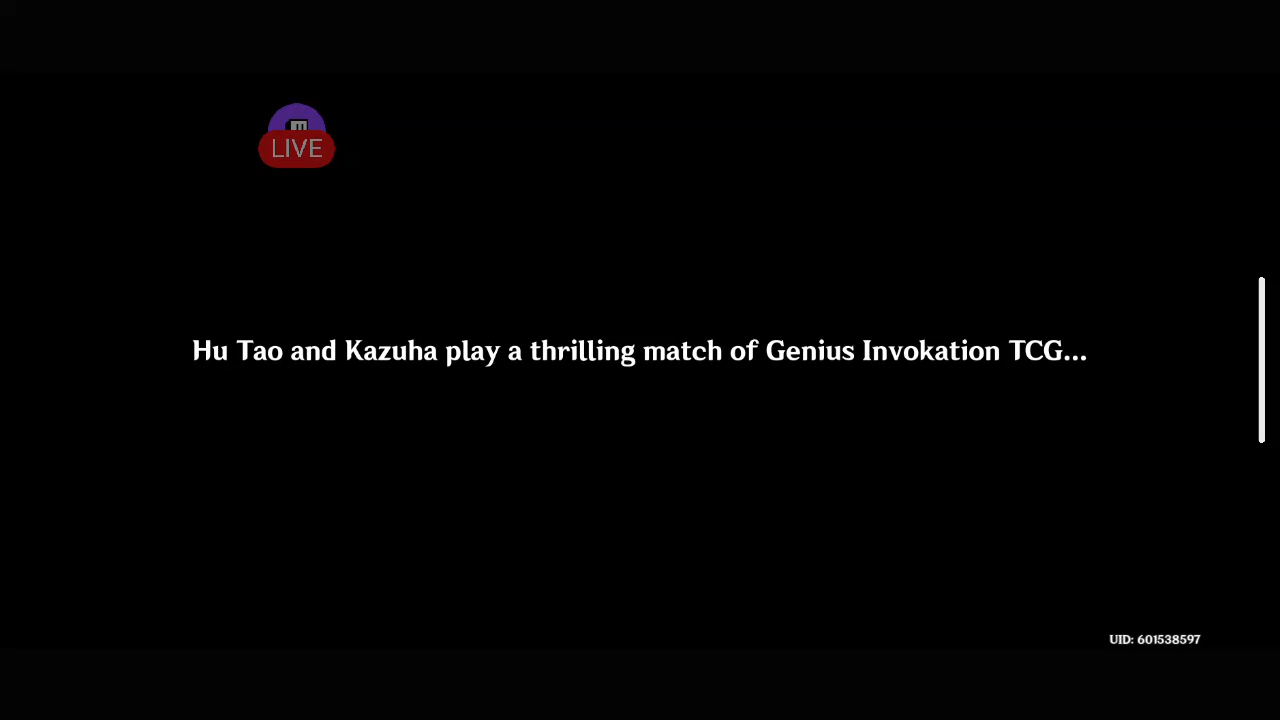 LIVE
Hu Tao and Kazuha play a thrilling match of Genius Invokation TCG...
UID: 601538597